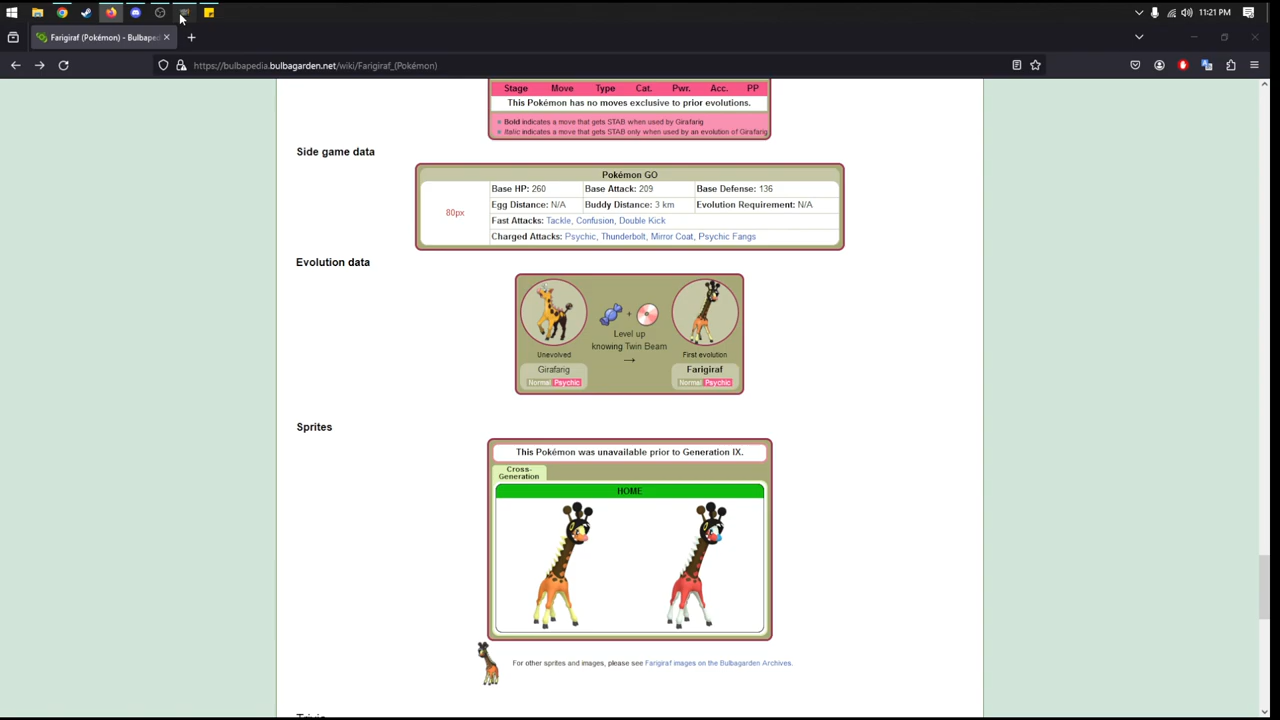 11:21 PM
Farigiraf (Pokémon) - Bulbaped
https://bulbapedia.bulbagarden.net/wiki/Farigiraf_(Pokémon)
Stage Move Type Cat. Pwr. Acc. PP
This Pokémon has no moves exclusive to prior evolutions.
Bold indicates a move that gets STAB when used by Girafarig
Italic indicates a move that gets STAB only when used by an evolution of Girafarig
Side game data
Pokémon GO
80px
Base HP: 260 Base Attack: 209 Base Defense: 136
Egg Distance: N/A Buddy Distance: 3 km Evolution Requirement: N/A
Fast Attacks: Tackle, Confusion, Double Kick
Charged Attacks: Psychic, Thunderbolt, Mirror Coat, Psychic Fangs
Evolution data
+
Level up
knowing Twin Beam
→
Unevolved
Girafarig
Normal Psychic
First evolution
Farigiraf
Normal Psychic
Sprites
This Pokémon was unavailable prior to Generation IX.
Cross-
Generation
HOME
For other sprites and images, please see Farigiraf images on the Bulbagarden Archives.
Trivia